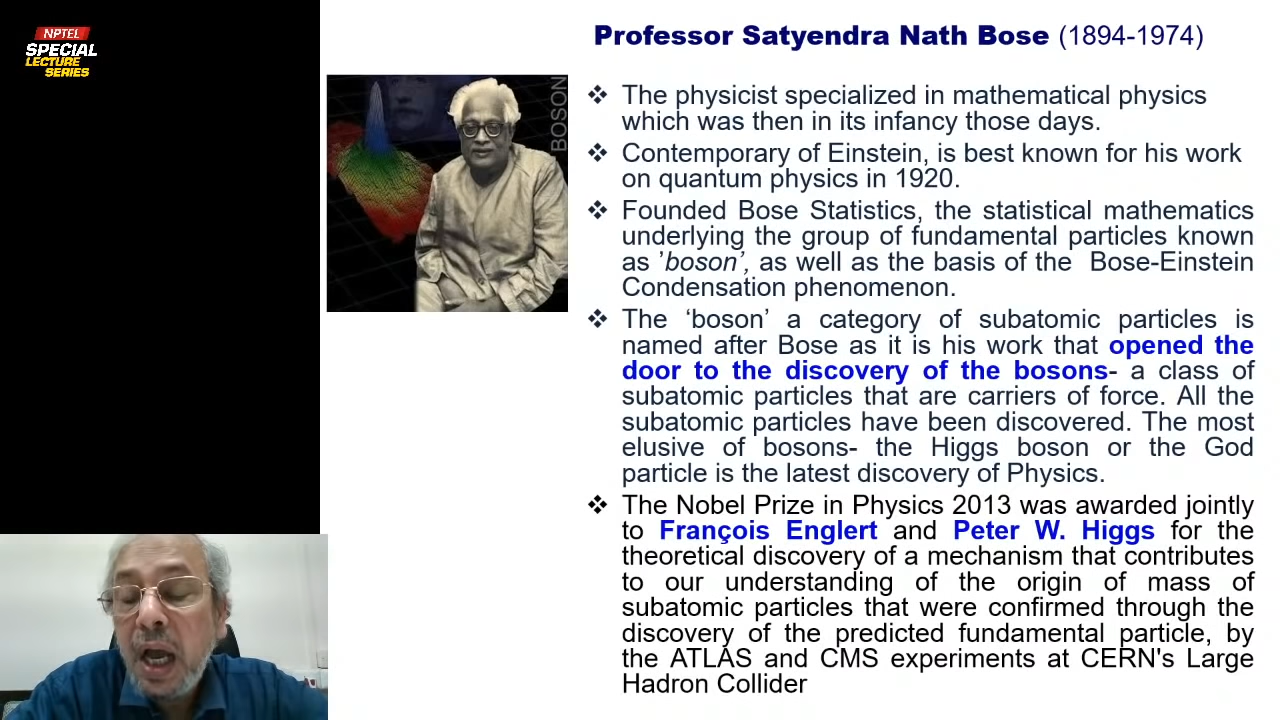 NPTEL
SPECIAL
LECTURE
SERIES
Professor Satyendra Nath Bose (1894-1974)
BOSON
❖ The physicist specialized in mathematical physics
which was then in its infancy those days.
❖ Contemporary of Einstein, is best known for his work
on quantum physics in 1920.
❖ Founded Bose Statistics, the statistical mathematics
underlying the group of fundamental particles known
as ’boson’, as well as the basis of the Bose-Einstein
Condensation phenomenon.
❖ The ‘boson’ a category of subatomic particles is
named after Bose as it is his work that opened the
door to the discovery of the bosons- a class of
subatomic particles that are carriers of force. All the
subatomic particles have been discovered. The most
elusive of bosons- the Higgs boson or the God
particle is the latest discovery of Physics.
❖ The Nobel Prize in Physics 2013 was awarded jointly
to François Englert and Peter W. Higgs for the
theoretical discovery of a mechanism that contributes
to our understanding of the origin of mass of
subatomic particles that were confirmed through the
discovery of the predicted fundamental particle, by
the ATLAS and CMS experiments at CERN's Large
Hadron Collider